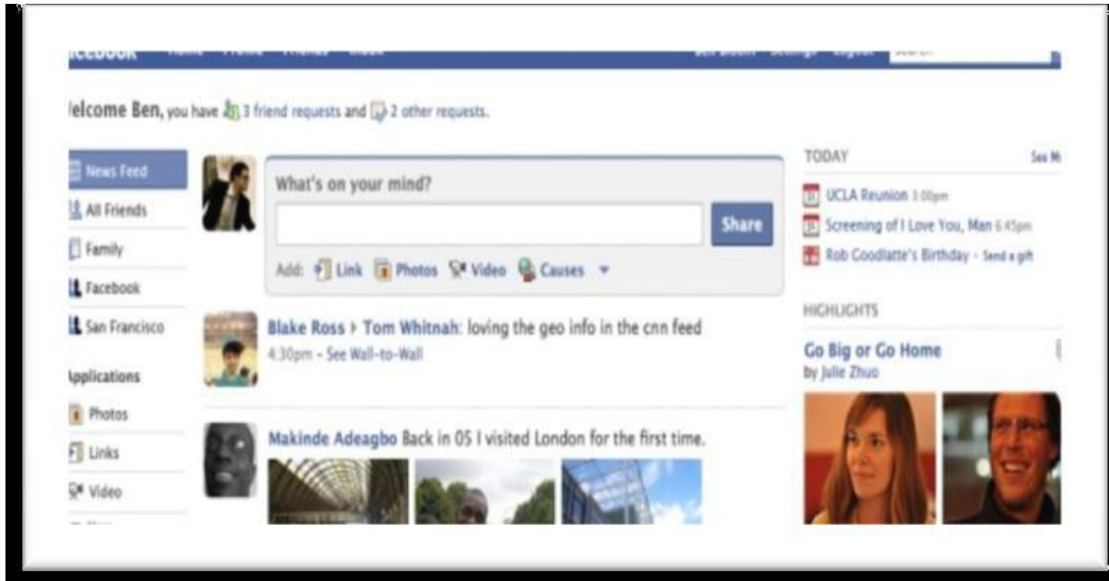 Welcome Ben, you have 3 friend requests and 2 other requests.
News Feed
All Friends
Family
Facebook
San Francisco
Applications
Photos
Links
Video
What's on your mind?
Share
Add: Link Photos Video Causes
Blake Ross ▸ Tom Whitnah: loving the geo info in the cnn feed
4:30pm - See Wall-to-Wall
Makinde Adeagbo Back in 05 I visited London for the first time.
TODAY
See
UCLA Reunion 3:00pm
Screening of I Love You, Man 6:45pm
Rob Goodlatte's Birthday - Send a gift
HIGHLIGHTS
Go Big or Go Home
by Julie Zhuo